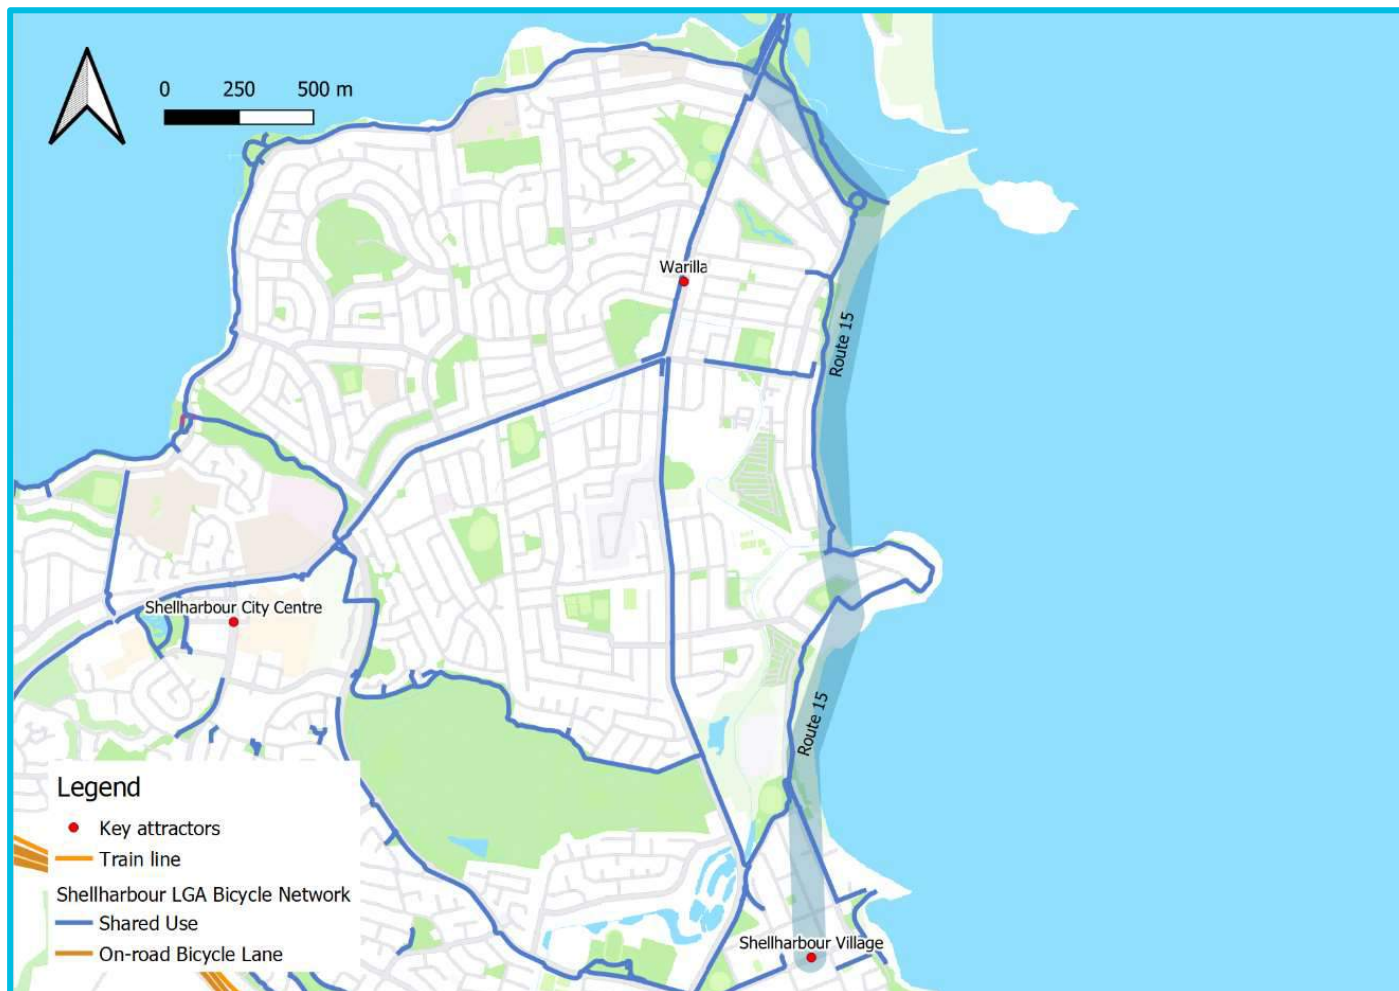 0 250 500 m
Warilla
Route 15
Shellharbour City Centre
Route 15
Legend
Key attractors
Train line
Shellharbour LGA Bicycle Network
Shared Use
On-road Bicycle Lane
Shellharbour Village